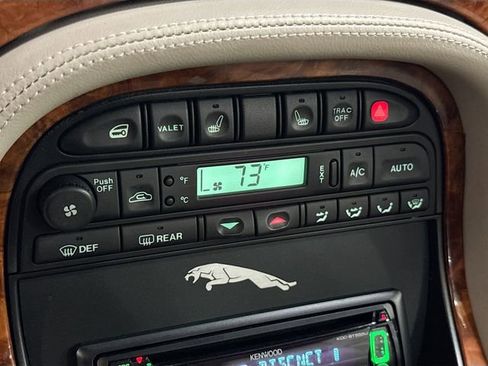 VALET TRAC OFF
Push OFF °F 73°F EXT A/C AUTO
°C
DEF REAR
KENWOOD